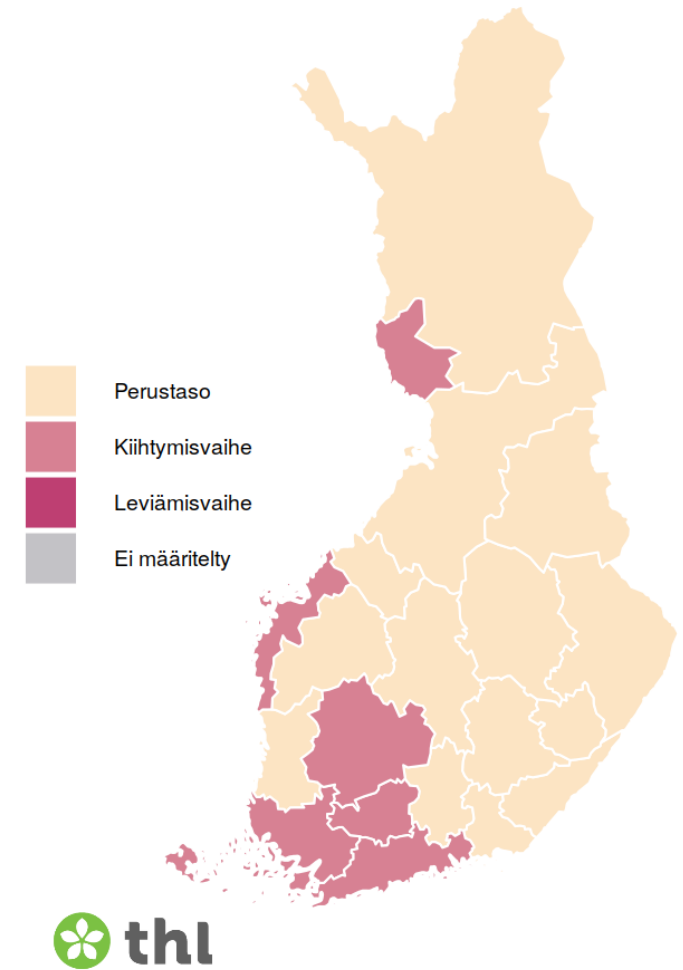 Perustaso
Kiihtymisvaihe
Leviämisvaihe
Ei määritelty
thl